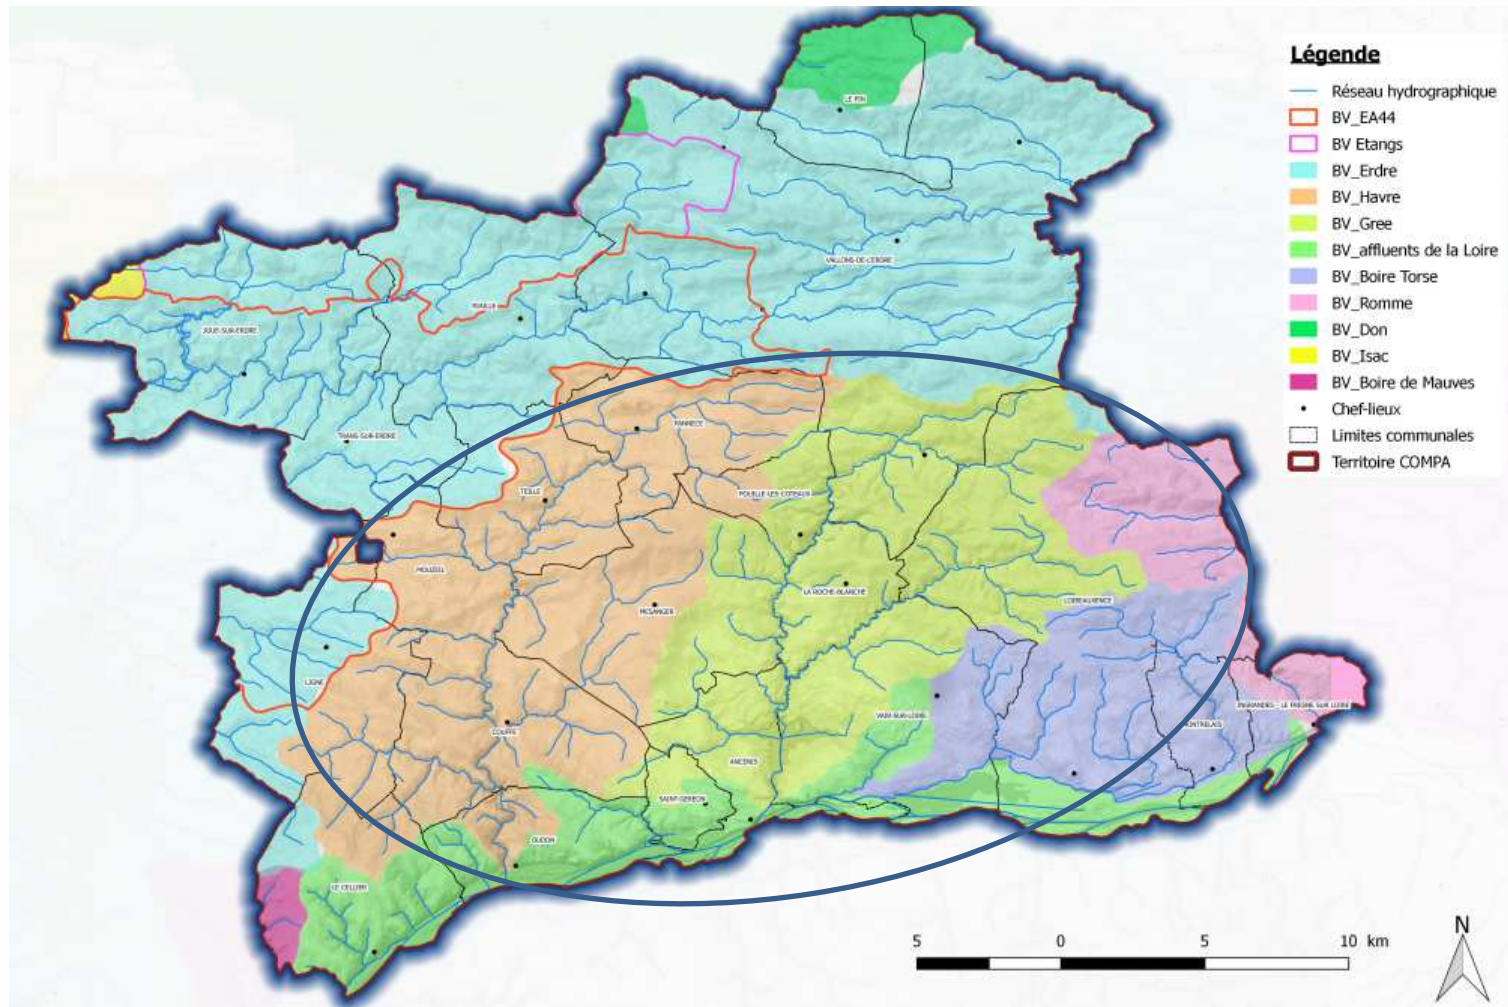 Légende
Réseau hydrographique
BV_EA44
BV Etangs
BV_Erdre
BV_Havre
BV_Gree
BV_affluents de la Loire
BV_Boire Torse
BV_Romme
BV_Don
BV_Isac
BV_Boire de Mauves
Chef-lieux
Limites communales
Territoire COMPA
LE PIN
VALLONS-DE-L'ERDRE
RIAILLE
JOUE-SUR-ERDRE
TRANS-SUR-ERDRE
PANNECE
TEILLE
POUILLE-LES-COTEAUX
MOUZEIL
LA ROCHE-BLANCHE
LOIREAUXENCE
MESANGER
LIGNE
INGRANDES - LE FRESNE SUR LOIRE
VAIR-SUR-LOIRE
MONTRELAIS
COUFFE
ANCENIS
SAINT-GEREON
OUDON
LE CELLIER
N
5 0 5 10 km